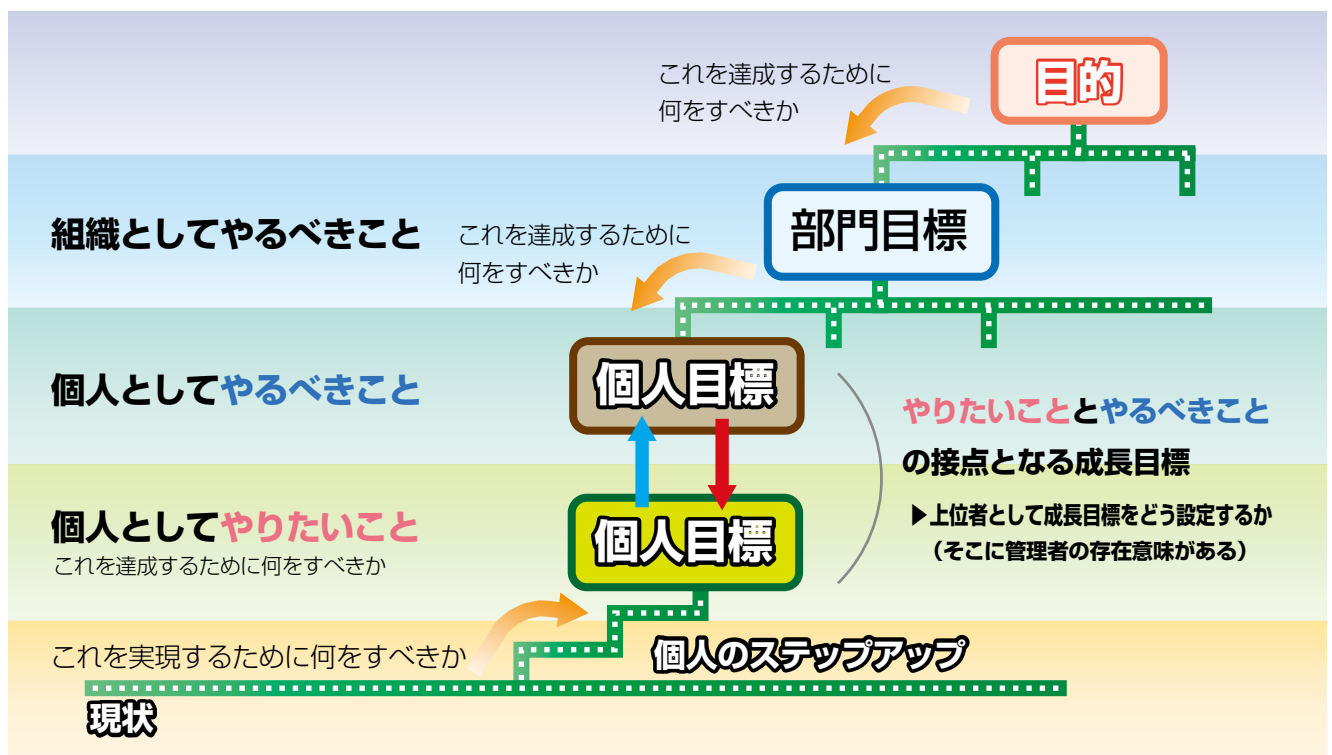 これを達成するために
何をすべきか
目的
組織としてやるべきこと
これを達成するために
何をすべきか
部門目標
個人としてやるべきこと
個人目標
やりたいこととやるべきこと
の接点となる成長目標
▶上位者として成長目標をどう設定するか
（そこに管理者の存在意味がある）
個人としてやりたいこと
これを達成するために何をすべきか
個人目標
これを実現するために何をすべきか
個人のステップアップ
現状